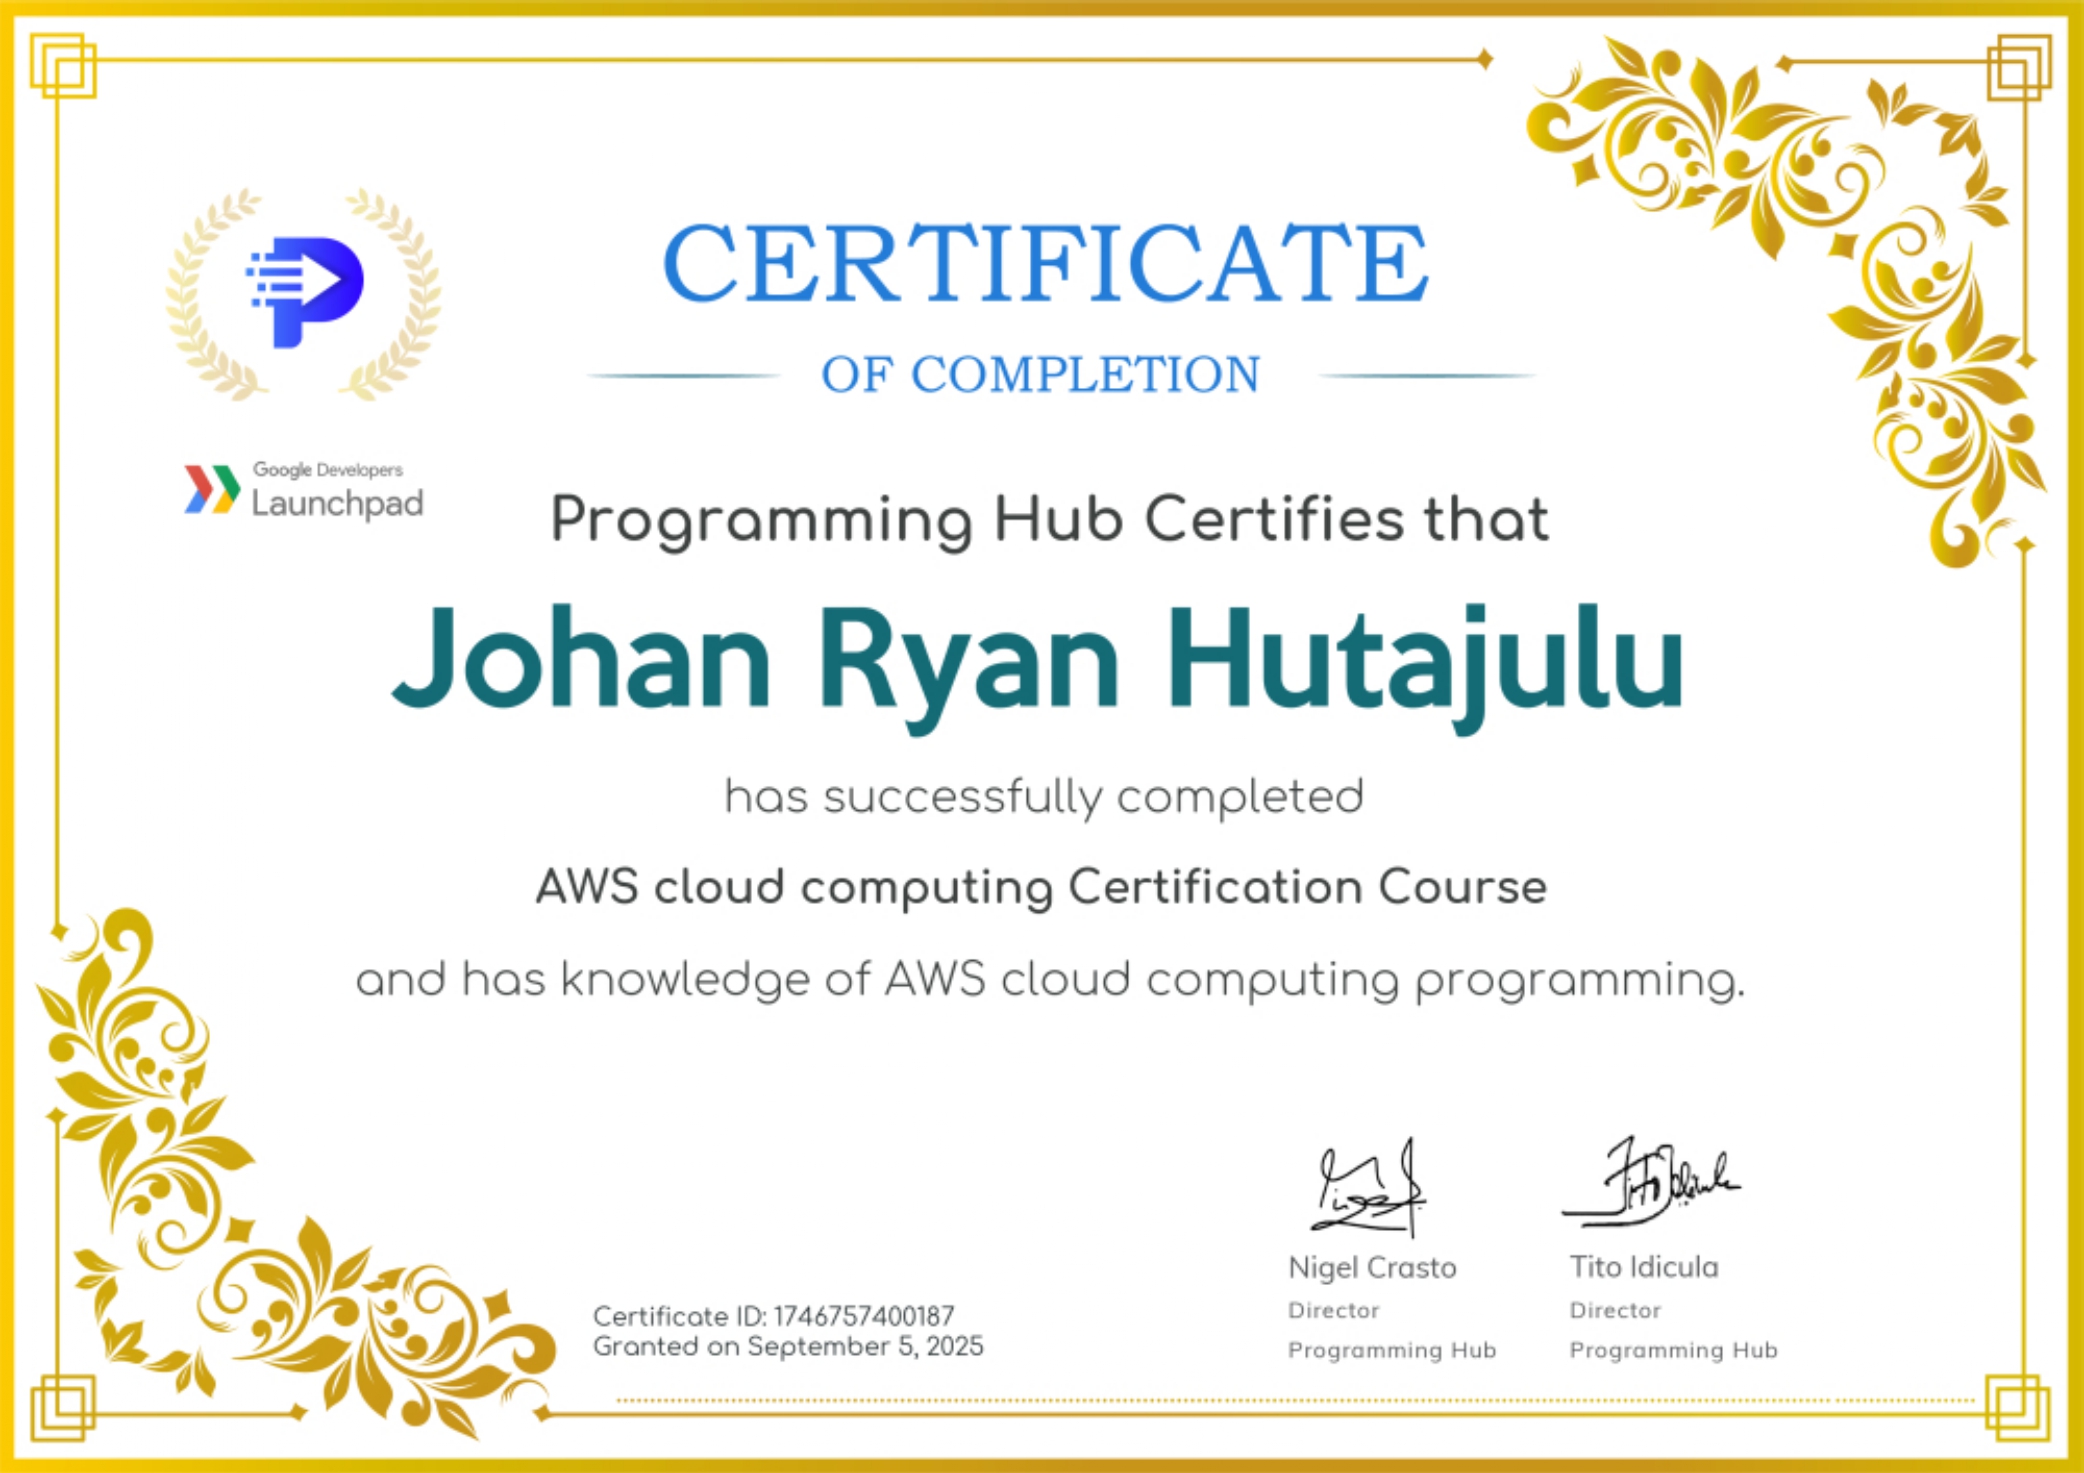 CERTIFICATE
OF COMPLETION
Google Developers
Launchpad
Programming Hub Certifies that
Johan Ryan Hutajulu
has successfully completed
AWS cloud computing Certification Course
and has knowledge of AWS cloud computing programming.
Nigel Crasto
Director
Programming Hub
Tito Idicula
Director
Programming Hub
Certificate ID: 1746757400187
Granted on September 5, 2025